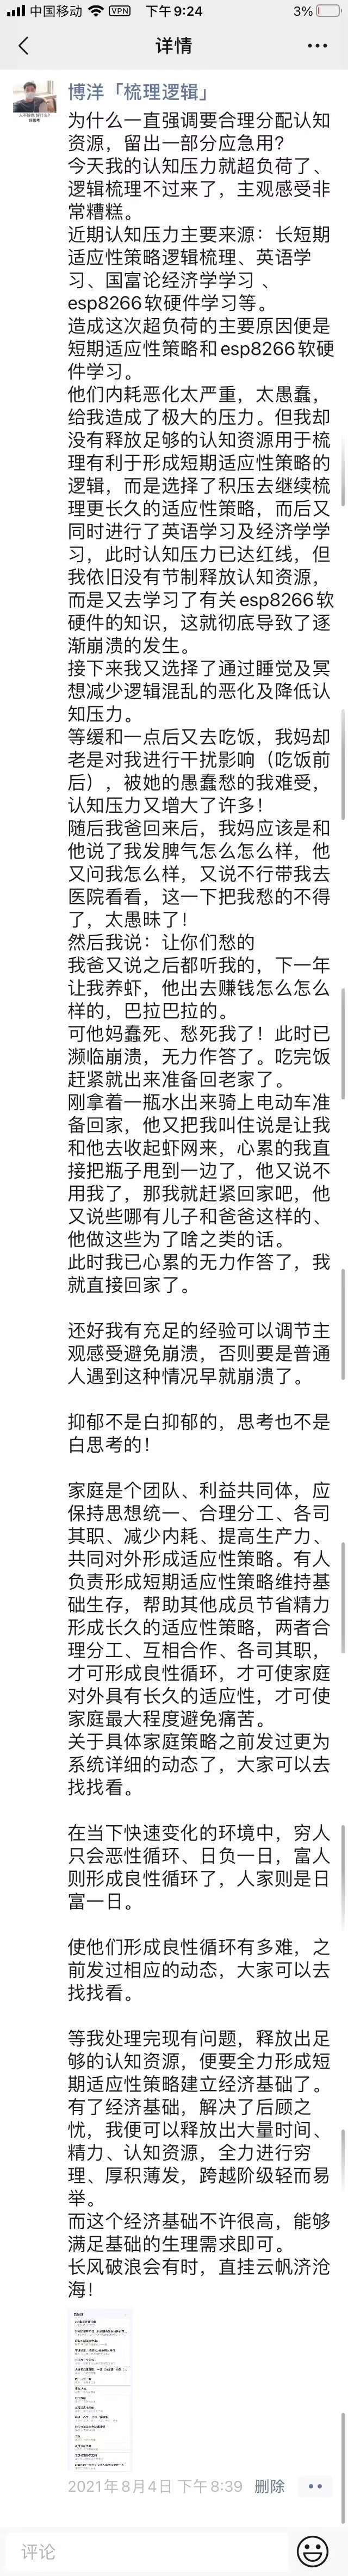 中国移动 VPN 下午9:24 3%
详情
博洋「梳理逻辑」
为什么一直强调要合理分配认知
资源，留出一部分应急用？
今天我的认知压力就超负荷了、
逻辑梳理不过来了，主观感受非
常糟糕。
近期认知压力主要来源：长短期
适应性策略逻辑梳理、英语学
习、国富论经济学学习 、
esp8266软硬件学习等。
造成这次超负荷的主要原因便是
短期适应性策略和esp8266软硬
件学习。
他们内耗恶化太严重，太愚蠢，
给我造成了极大的压力。但我却
没有释放足够的认知资源用于梳
理有利于形成短期适应性策略的
逻辑，而是选择了积压去继续梳
理更长久的适应性策略，而后又
同时进行了英语学习及经济学学
习，此时认知压力已达红线，但
我依旧没有节制释放认知资源，
而是又去学习了有关esp8266软
硬件的知识，这就彻底导致了逐
渐崩溃的发生。
接下来我又选择了通过睡觉及冥
想减少逻辑混乱的恶化及降低认
知压力。
等缓和一点后又去吃饭，我妈却
老是对我进行干扰影响（吃饭前
后），被她的愚蠢愁的我难受，
认知压力又增大了许多！
随后我爸回来后，我妈应该是和
他说了我发脾气怎么怎么样，他
又问我怎么样，又说不行带我去
医院看看，这一下把我愁的不得
了，太愚昧了！
然后我说：让你们愁的
我爸又说之后都听我的，下一年
让我养虾，他出去赚钱怎么怎么
样的，巴拉巴拉的。
可他妈蠢死、愁死我了！此时已
濒临崩溃，无力作答了。吃完饭
赶紧就出来准备回老家了。
刚拿着一瓶水出来骑上电动车准
备回家，他又把我叫住说是让我
和他去收起虾网来，心累的我直
接把瓶子甩到一边了，他又说不
用我了，那我就赶紧回家吧，他
又说些哪有儿子和爸爸这样的、
他做这些为了啥之类的话。
此时我已心累的无力作答了，我
就直接回家了。
还好我有充足的经验可以调节主
观感受避免崩溃，否则要是普通
人遇到这种情况早就崩溃了。
抑郁不是白抑郁的，思考也不是
白思考的！
家庭是个团队、利益共同体，应
保持思想统一、合理分工、各司
其职、减少内耗、提高生产力、
共同对外形成适应性策略。有人
负责形成短期适应性策略维持基
础生存，帮助其他成员节省精力
形成长久的适应性策略，两者合
理分工、互相合作、各司其职，
才可形成良性循环，才可使家庭
对外具有长久的适应性，才可使
家庭最大程度避免痛苦。
关于具体家庭策略之前发过更为
系统详细的动态了，大家可以去
找找看。
在当下快速变化的环境中，穷人
只会恶性循环、日负一日，富人
则形成良性循环了，人家则是日
富一日。
使他们形成良性循环有多难，之
前发过相应的动态，大家可以去
找找看。
等我处理完现有问题，释放出足
够的认知资源，便要全力形成短
期适应性策略建立经济基础了。
有了经济基础，解决了后顾之
忧，我便可以释放出大量时间、
精力、认知资源，全力进行穷
理、厚积薄发，跨越阶级轻而易
举。
而这个经济基础不许很高，能够
满足基础的生理需求即可。
长风破浪会有时，直挂云帆济沧
海！
2021年8月4日 下午8:39 删除
评论